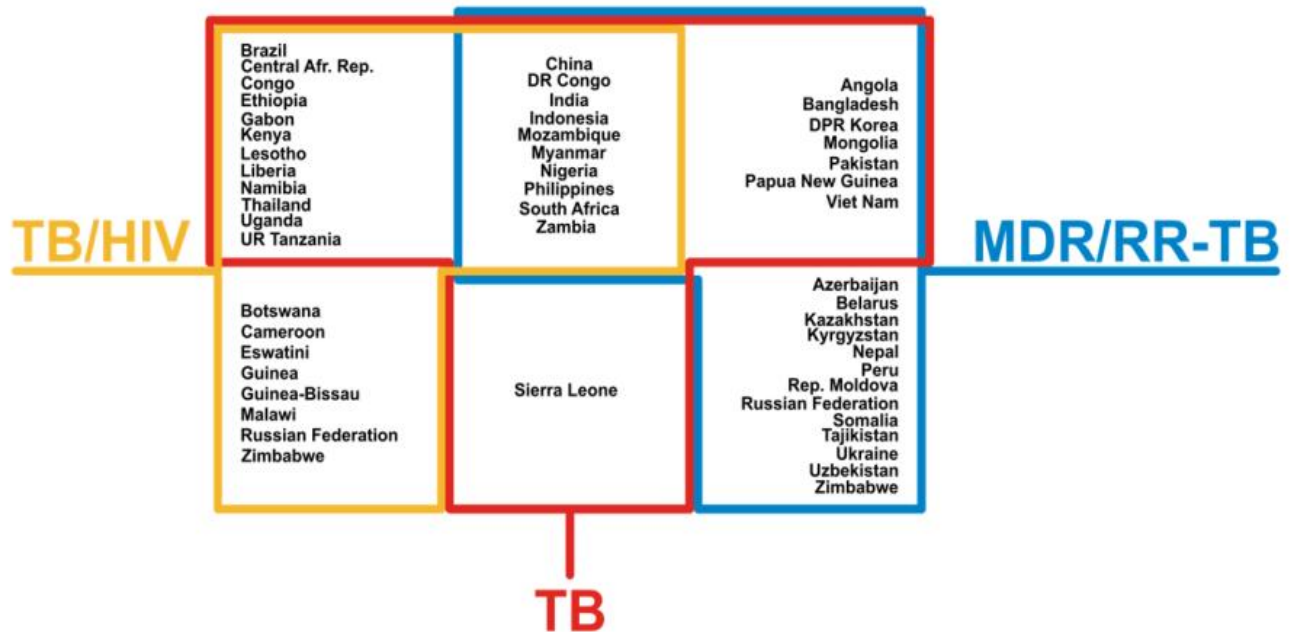 Brazil
Central Afr. Rep.
Congo
Ethiopia
Gabon
Kenya
Lesotho
Liberia
Namibia
Thailand
Uganda
UR Tanzania
China
DR Congo
India
Indonesia
Mozambique
Myanmar
Nigeria
Philippines
South Africa
Zambia
Angola
Bangladesh
DPR Korea
Mongolia
Pakistan
Papua New Guinea
Viet Nam
TB/HIV
MDR/RR-TB
Botswana
Cameroon
Eswatini
Guinea
Guinea-Bissau
Malawi
Russian Federation
Zimbabwe
Sierra Leone
Azerbaijan
Belarus
Kazakhstan
Kyrgyzstan
Nepal
Peru
Rep. Moldova
Russian Federation
Somalia
Tajikistan
Ukraine
Uzbekistan
Zimbabwe
TB